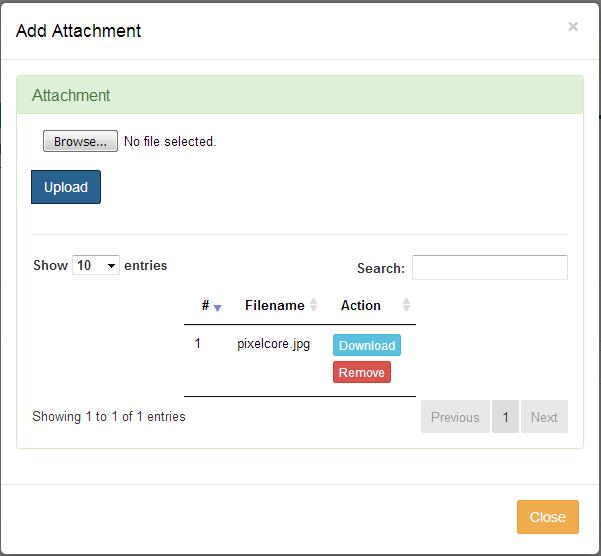 Add Attachment ×
Attachment
Browse... No file selected.
Upload
Show 10 entries Search:
# Filename Action
1 pixelcore.jpg Download
Remove
Showing 1 to 1 of 1 entries Previous 1 Next
Close